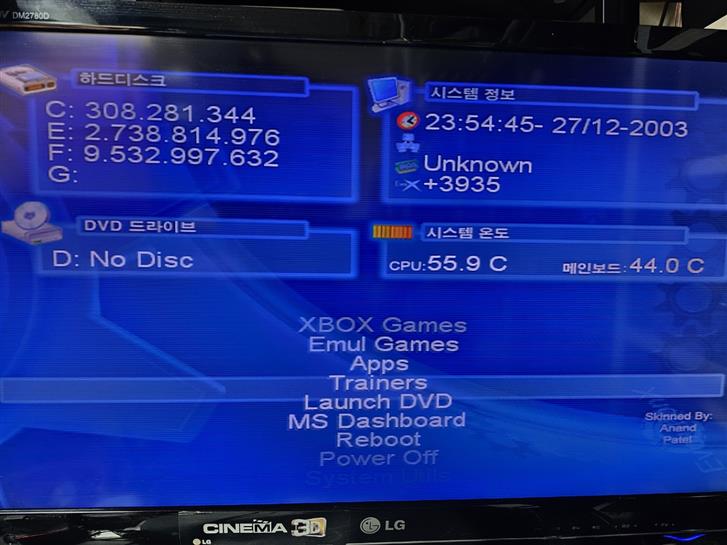 DM2780D
하드디스크
C: 308.281.344
E: 2.738.814.976
F: 9.532.997.632
G:
시스템 정보
23:54:45- 27/12-2003
Unknown
+3935
DVD 드라이브
D: No Disc
시스템 온도
CPU:55.9 C
메인보드:44.0 C
XBOX Games
Emul Games
Apps
Trainers
Launch DVD
MS Dashboard
Reboot
Power Off
System Utils
Skinned By:
Anand
Patel
CINEMA 3D
LG
LG